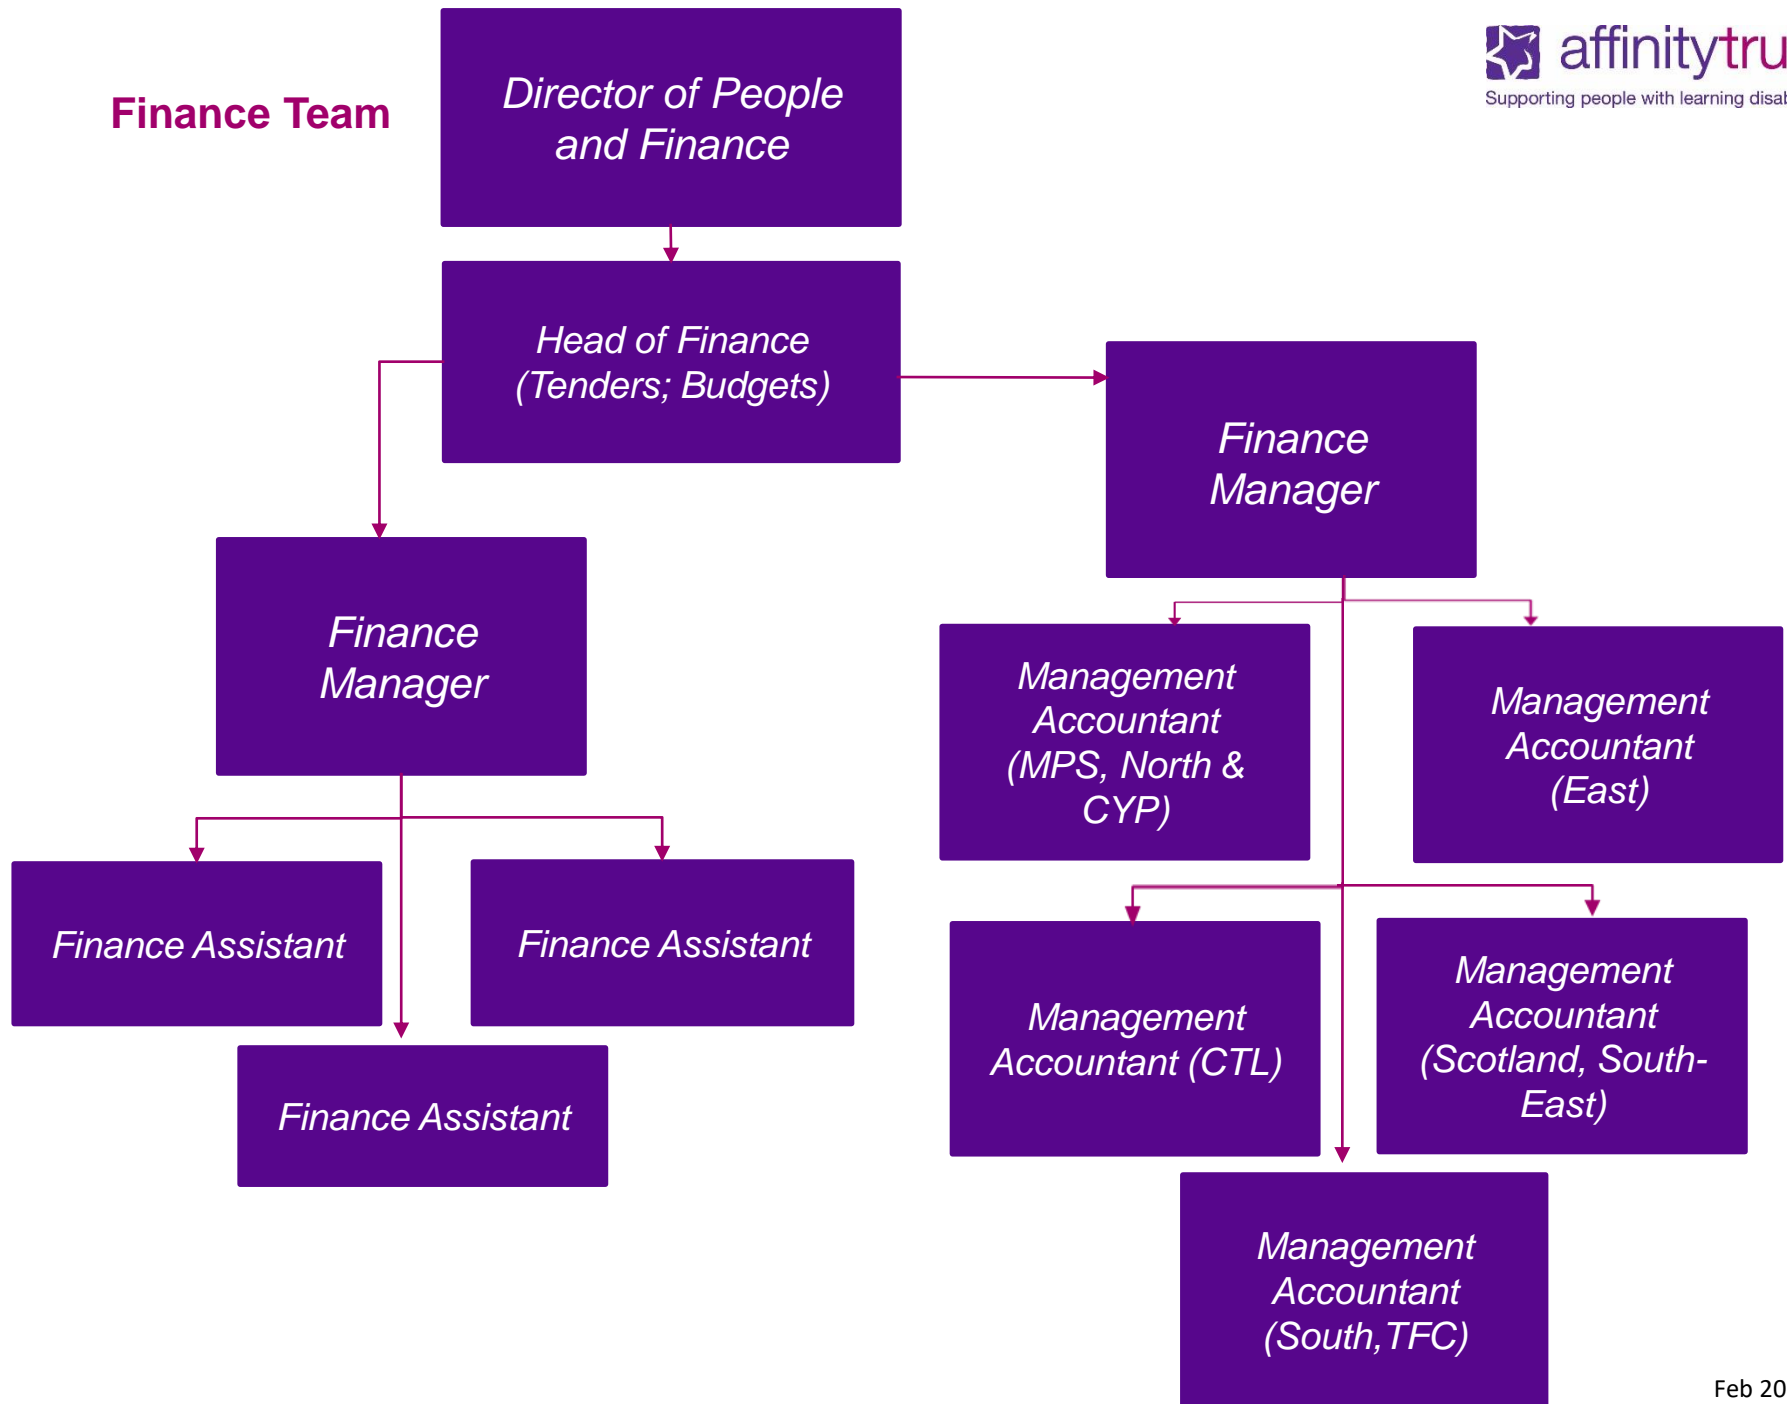 Finance Team
Director of People
and Finance
affinitytru
Supporting people with learning disab
Head of Finance
(Tenders; Budgets)
Finance
Manager
Finance
Manager
Management
Accountant
(MPS, North &
CYP)
Management
Accountant
(East)
Finance Assistant
Finance Assistant
Finance Assistant
Management
Accountant (CTL)
Management
Accountant
(Scotland, South-
East)
Management
Accountant
(South,TFC)
Feb 20